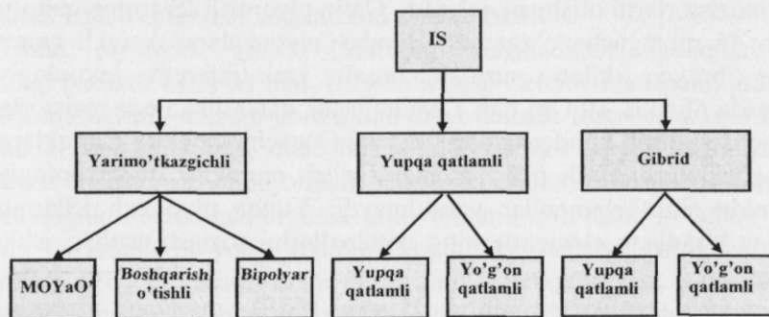 IS
Yarimo'tkazgichli
Yupqa qatlamli
Gibrid
MOYaO'
Boshqarish
o'tishli
Bipolyar
Yupqa
qatlamli
Yo'g'on
qatlamli
Yupqa
qatlamli
Yo'g'on
qatlamli